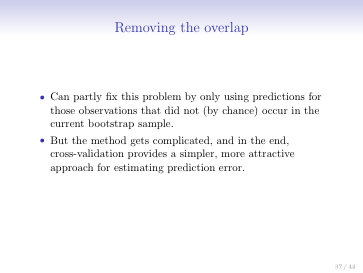 Removing the overlap
• Can partly fix this problem by only using predictions for
those observations that did not (by chance) occur in the
current bootstrap sample.
• But the method gets complicated, and in the end,
cross-validation provides a simpler, more attractive
approach for estimating prediction error.
37 / 44